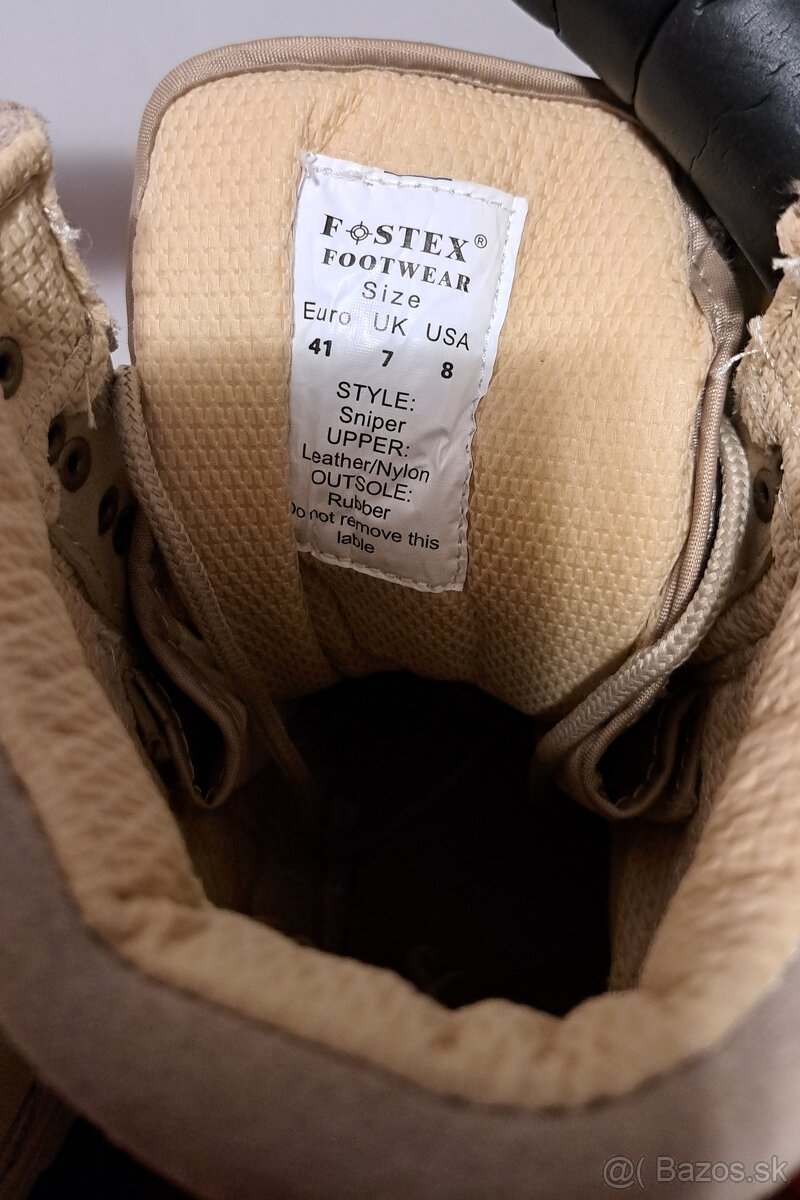 FOSTEX®
FOOTWEAR
Size
Euro UK USA
41 7 8
STYLE:
Sniper
UPPER:
Leather/Nylon
OUTSOLE:
Rubber
Do not remove this
lable
@( Bazos.sk